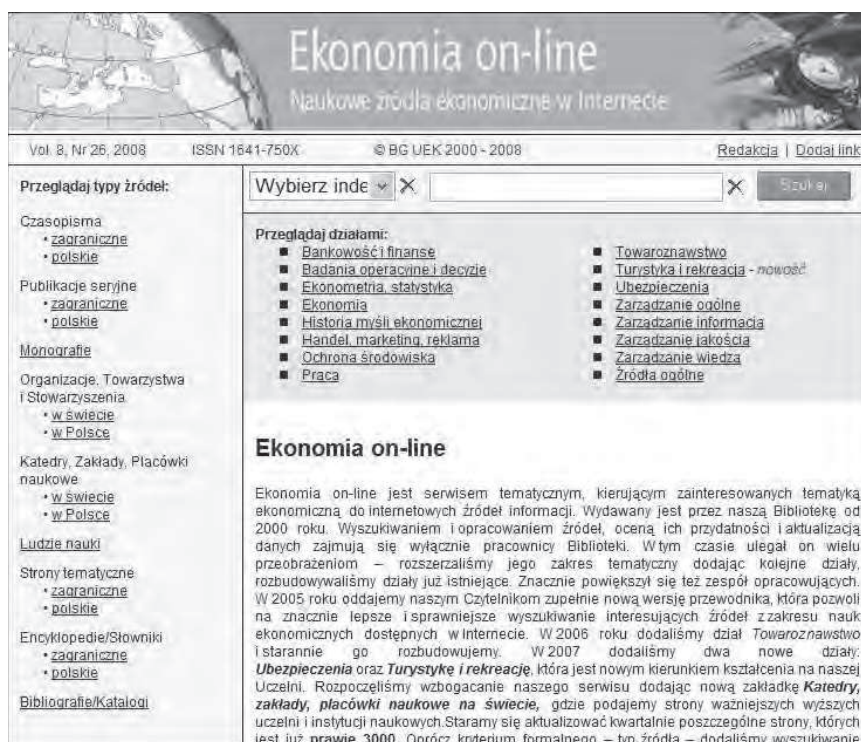 Ekonomia on-line
Naukowe źródła ekonomiczne w Internecie
Vol. 8, Nr 26, 2008 ISSN 1641-750X © BG UEK 2000 - 2008 Redakcja | Dodaj link
Wybierz inde Szukaj
Przeglądaj typy źródeł:
Czasopisma
• zagraniczne
• polskie
Publikacje seryjne
• zagraniczne
• polskie
Monografie
Organizacje, Towarzystwa
i Stowarzyszenia
• w świecie
• w Polsce
Katedry, Zakłady, Placówki
naukowe
• w świecie
• w Polsce
Ludzie nauki
Strony tematyczne
• zagraniczne
• polskie
Encyklopedie/Słowniki
• zagraniczne
• polskie
Bibliografie/Katalogi
Przeglądaj działami:
Bankowość i finanse
Badania operacyjne i decyzje
Ekonometria, statystyka
Ekonomia
Historia myśli ekonomicznej
Handel, marketing, reklama
Ochrona środowiska
Praca
Towaroznawstwo
Turystyka i rekreacja - nowość
Ubezpieczenia
Zarządzanie ogólne
Zarządzanie informacją
Zarządzanie jakością
Zarządzanie wiedzą
Źródła ogólne
Ekonomia on-line
Ekonomia on-line jest serwisem tematycznym, kierującym zainteresowanych tematyką
ekonomiczną do internetowych źródeł informacji. Wydawany jest przez naszą Bibliotekę od
2000 roku. Wyszukiwaniem i opracowaniem źródeł, oceną ich przydatności i aktualizacją
danych zajmują się wyłącznie pracownicy Biblioteki. W tym czasie ulegał on wielu
przeobrażeniom – rozszerzaliśmy jego zakres tematyczny dodając kolejne działy,
rozbudowywaliśmy działy już istniejące. Znacznie powiększył się też zespół opracowujących.
W 2005 roku oddajemy naszym Czytelnikom zupełnie nową wersję przewodnika, która pozwoli
na znacznie lepsze i sprawniejsze wyszukiwanie interesujących źródeł z zakresu nauk
ekonomicznych dostępnych w Internecie. W 2006 roku dodaliśmy dział Towaroznawstwo
i starannie go rozbudowujemy. W 2007 dodaliśmy dwa nowe działy:
Ubezpieczenia oraz Turystykę i rekreację, która jest nowym kierunkiem kształcenia na naszej
Uczelni. Rozpoczęliśmy wzbogacanie naszego serwisu dodając nową zakładkę Katedry,
zakłady, placówki naukowe na świecie, gdzie podajemy strony ważniejszych wyższych
uczelni i instytucji naukowych.Staramy się aktualizować kwartalnie poszczególne strony, których
jest już prawie 3000. Oprócz kryterium formalnego – typ źródła – dodaliśmy wyszukiwanie